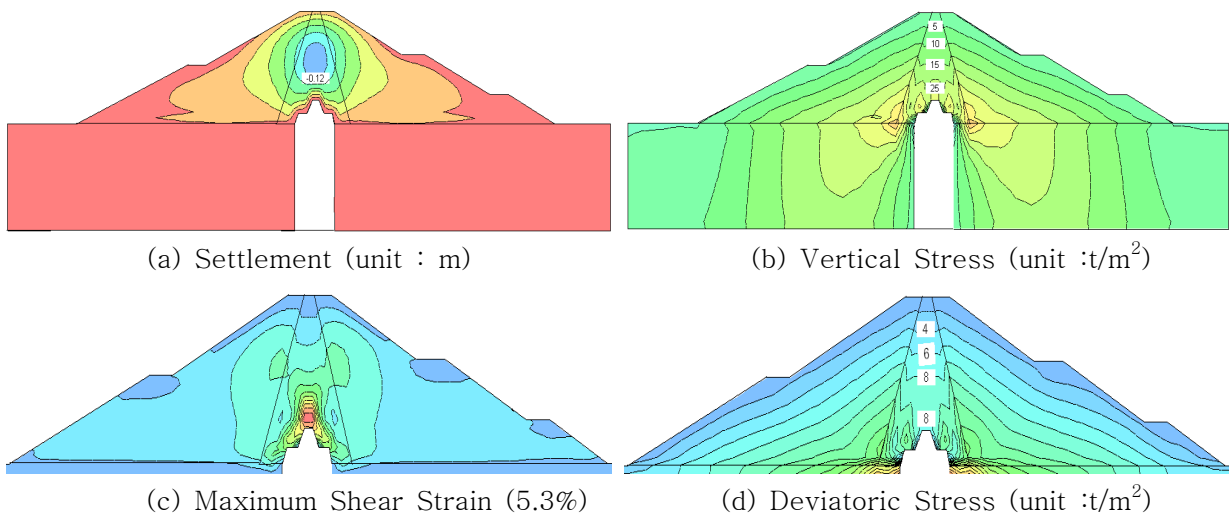 -0.12
5
10
15
25
(a) Settlement (unit : m)
(b) Vertical Stress (unit :t/m²)
4
6
8
8
(c) Maximum Shear Strain (5.3%)
(d) Deviatoric Stress (unit :t/m²)